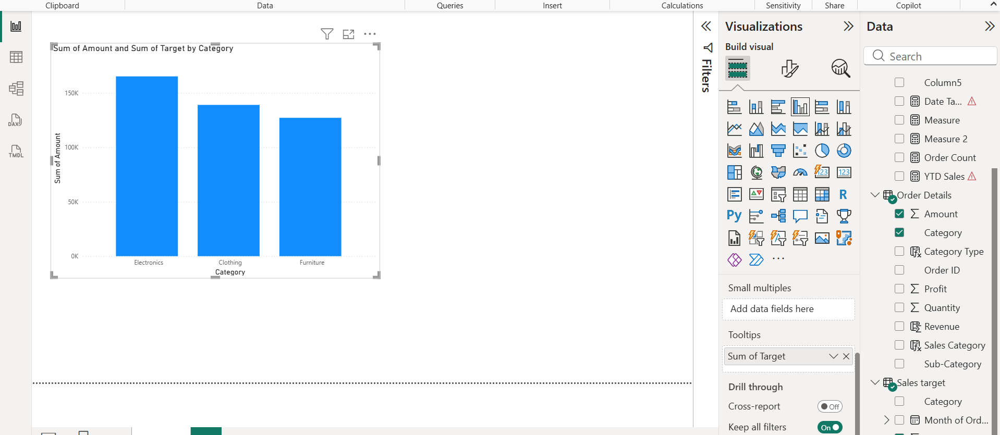 Clipboard
Data
Queries
Insert
Calculations
Sensitivity
Share
Copilot
Sum of Amount and Sum of Target by Category
150K
100K
50K
0K
Sum of Amount
Electronics
Clothing
Furniture
Category
DAX
TMDL
Filters
Visualizations
Build visual
123
123
R
Py
Small multiples
Add data fields here
Tooltips
Sum of Target
Drill through
Cross-report
Off
Keep all filters
On
Data
Search
Column5
Date Ta...
Measure
Measure 2
Order Count
YTD Sales
Order Details
Amount
Category
Category Type
Order ID
Profit
Quantity
Revenue
Sales Category
Sub-Category
Sales target
Category
Month of Ord...